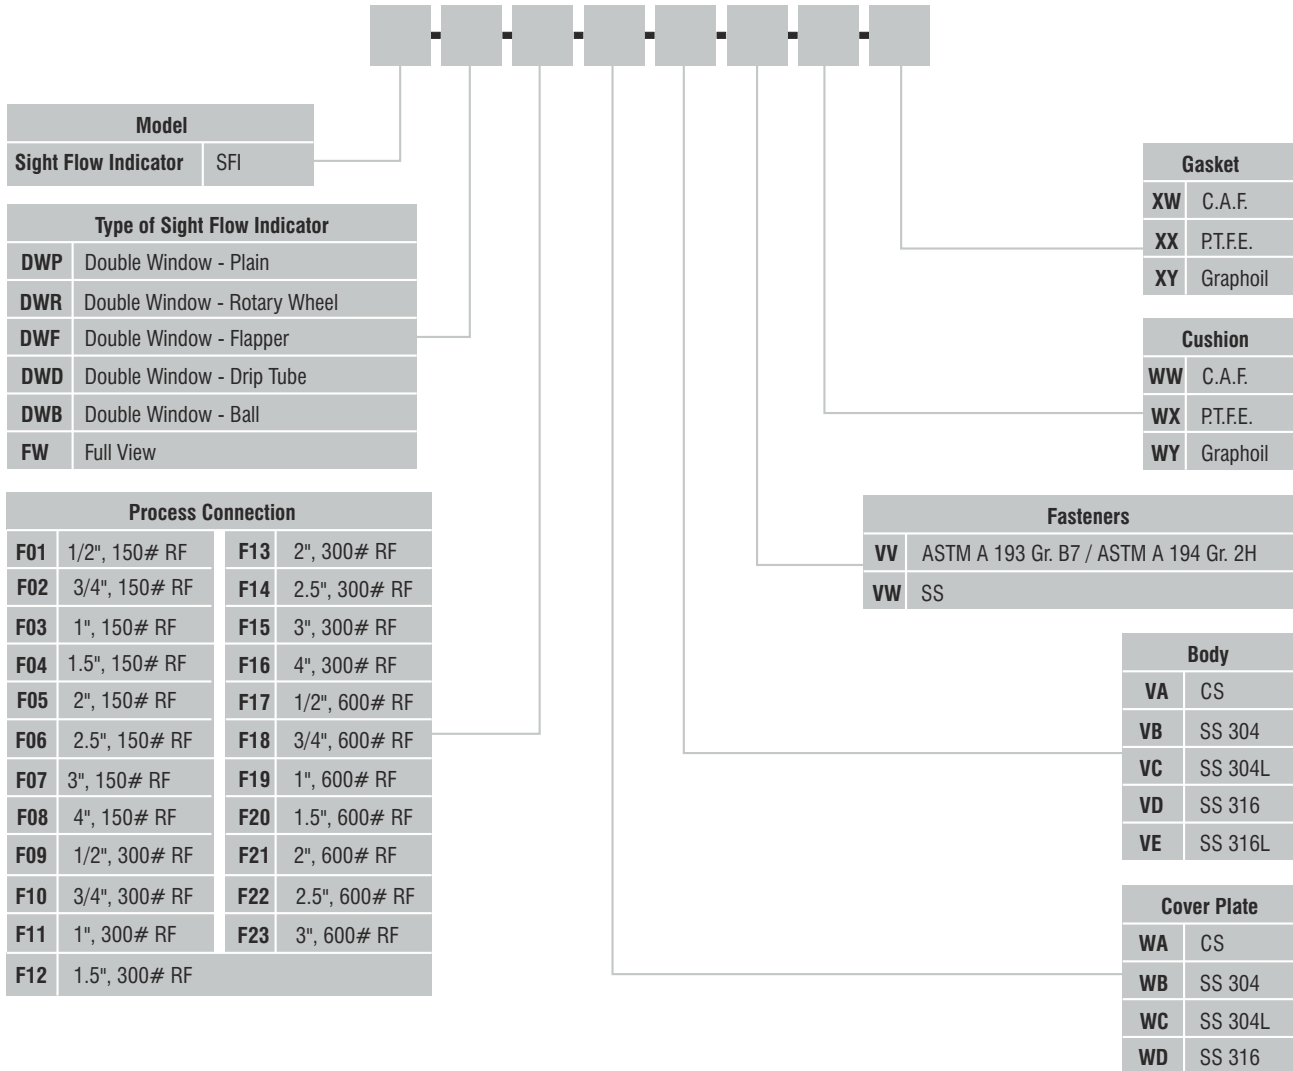 Model
Sight Flow Indicator SFI
Type of Sight Flow Indicator
DWP Double Window - Plain
DWR Double Window - Rotary Wheel
DWF Double Window - Flapper
DWD Double Window - Drip Tube
DWB Double Window - Ball
FW Full View
Process Connection
F01 1/2", 150# RF F13 2", 300# RF
F02 3/4", 150# RF F14 2.5", 300# RF
F03 1", 150# RF F15 3", 300# RF
F04 1.5", 150# RF F16 4", 300# RF
F05 2", 150# RF F17 1/2", 600# RF
F06 2.5", 150# RF F18 3/4", 600# RF
F07 3", 150# RF F19 1", 600# RF
F08 4", 150# RF F20 1.5", 600# RF
F09 1/2", 300# RF F21 2", 600# RF
F10 3/4", 300# RF F22 2.5", 600# RF
F11 1", 300# RF F23 3", 600# RF
F12 1.5", 300# RF
Gasket
XW C.A.F.
XX P.T.F.E.
XY Graphoil
Cushion
WW C.A.F.
WX P.T.F.E.
WY Graphoil
Fasteners
VV ASTM A 193 Gr. B7 / ASTM A 194 Gr. 2H
VW SS
Body
VA CS
VB SS 304
VC SS 304L
VD SS 316
VE SS 316L
Cover Plate
WA CS
WB SS 304
WC SS 304L
WD SS 316